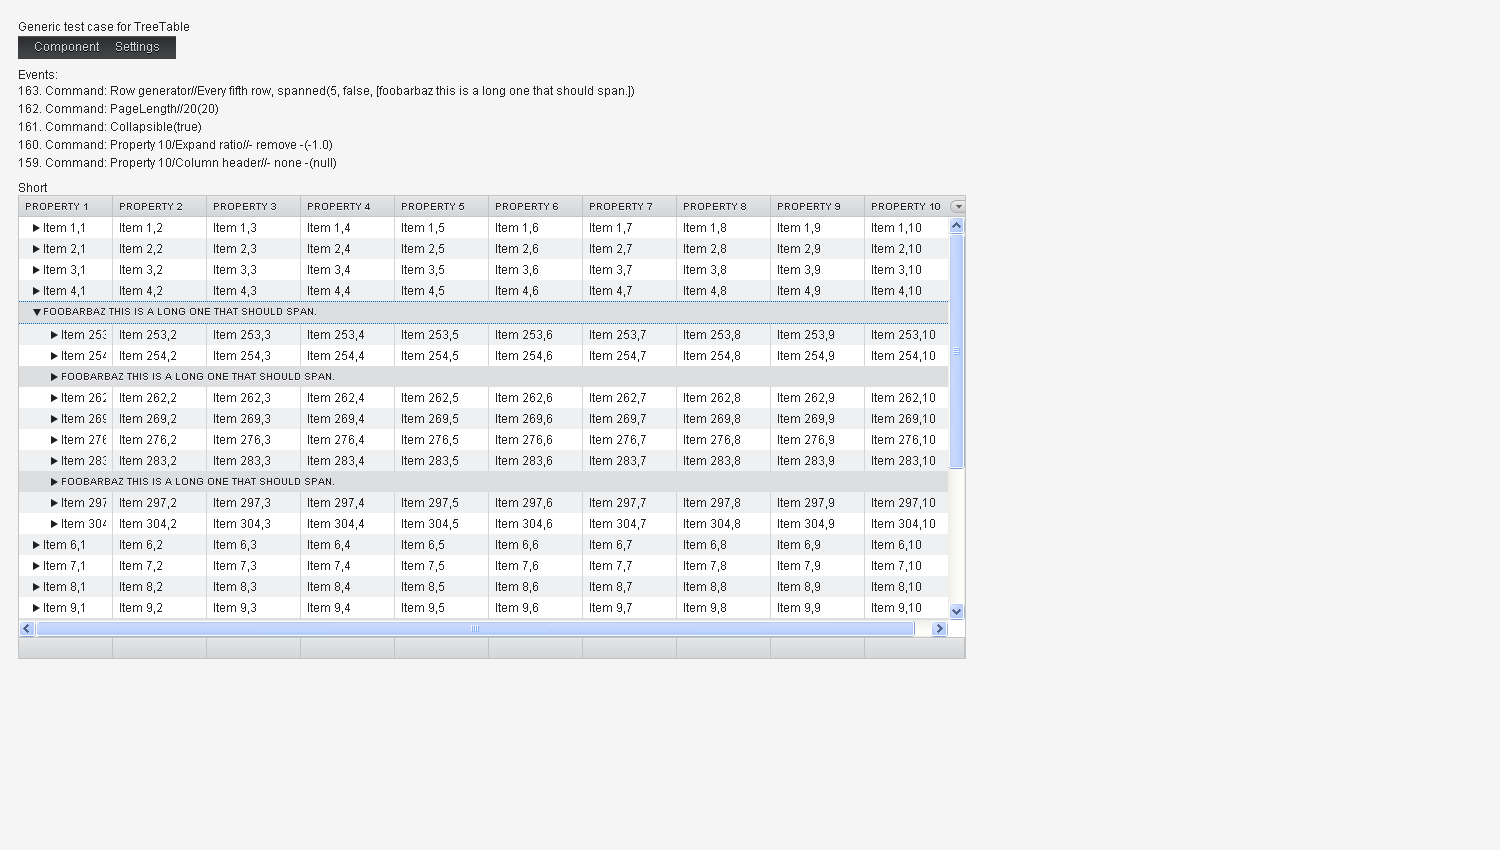 Generic test case for TreeTable
Component Settings
Events:
163. Command: Row generator//Every fifth row, spanned(5, false, [foobarbaz this is a long one that should span.])
162. Command: PageLength//20(20)
161. Command: Collapsible(true)
160. Command: Property 10/Expand ratio//- remove -(-1.0)
159. Command: Property 10/Column header//- none -(null)
Short
PROPERTY 1 PROPERTY 2 PROPERTY 3 PROPERTY 4 PROPERTY 5 PROPERTY 6 PROPERTY 7 PROPERTY 8 PROPERTY 9 PROPERTY 10
Item 1,1 Item 1,2 Item 1,3 Item 1,4 Item 1,5 Item 1,6 Item 1,7 Item 1,8 Item 1,9 Item 1,10
Item 2,1 Item 2,2 Item 2,3 Item 2,4 Item 2,5 Item 2,6 Item 2,7 Item 2,8 Item 2,9 Item 2,10
Item 3,1 Item 3,2 Item 3,3 Item 3,4 Item 3,5 Item 3,6 Item 3,7 Item 3,8 Item 3,9 Item 3,10
Item 4,1 Item 4,2 Item 4,3 Item 4,4 Item 4,5 Item 4,6 Item 4,7 Item 4,8 Item 4,9 Item 4,10
FOOBARBAZ THIS IS A LONG ONE THAT SHOULD SPAN.
Item 253 Item 253,2 Item 253,3 Item 253,4 Item 253,5 Item 253,6 Item 253,7 Item 253,8 Item 253,9 Item 253,10
Item 254 Item 254,2 Item 254,3 Item 254,4 Item 254,5 Item 254,6 Item 254,7 Item 254,8 Item 254,9 Item 254,10
FOOBARBAZ THIS IS A LONG ONE THAT SHOULD SPAN.
Item 262 Item 262,2 Item 262,3 Item 262,4 Item 262,5 Item 262,6 Item 262,7 Item 262,8 Item 262,9 Item 262,10
Item 269 Item 269,2 Item 269,3 Item 269,4 Item 269,5 Item 269,6 Item 269,7 Item 269,8 Item 269,9 Item 269,10
Item 276 Item 276,2 Item 276,3 Item 276,4 Item 276,5 Item 276,6 Item 276,7 Item 276,8 Item 276,9 Item 276,10
Item 283 Item 283,2 Item 283,3 Item 283,4 Item 283,5 Item 283,6 Item 283,7 Item 283,8 Item 283,9 Item 283,10
FOOBARBAZ THIS IS A LONG ONE THAT SHOULD SPAN.
Item 297 Item 297,2 Item 297,3 Item 297,4 Item 297,5 Item 297,6 Item 297,7 Item 297,8 Item 297,9 Item 297,10
Item 304 Item 304,2 Item 304,3 Item 304,4 Item 304,5 Item 304,6 Item 304,7 Item 304,8 Item 304,9 Item 304,10
Item 6,1 Item 6,2 Item 6,3 Item 6,4 Item 6,5 Item 6,6 Item 6,7 Item 6,8 Item 6,9 Item 6,10
Item 7,1 Item 7,2 Item 7,3 Item 7,4 Item 7,5 Item 7,6 Item 7,7 Item 7,8 Item 7,9 Item 7,10
Item 8,1 Item 8,2 Item 8,3 Item 8,4 Item 8,5 Item 8,6 Item 8,7 Item 8,8 Item 8,9 Item 8,10
Item 9,1 Item 9,2 Item 9,3 Item 9,4 Item 9,5 Item 9,6 Item 9,7 Item 9,8 Item 9,9 Item 9,10